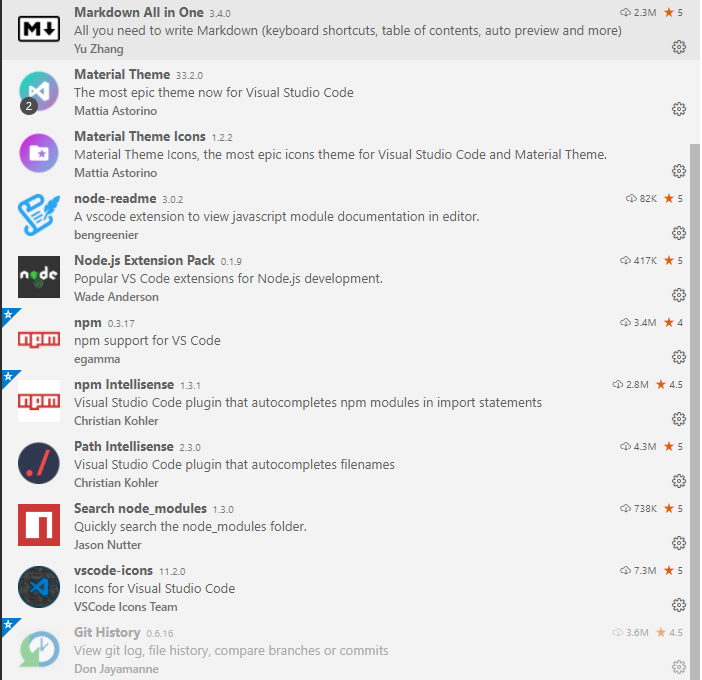 Markdown All in One 3.4.0 2.3M 5
All you need to write Markdown (keyboard shortcuts, table of contents, auto preview and more)
Yu Zhang
Material Theme 33.2.0
The most epic theme now for Visual Studio Code
2
Mattia Astorino
Material Theme Icons 1.2.2
Material Theme Icons, the most epic icons theme for Visual Studio Code and Material Theme.
Mattia Astorino
node-readme 3.0.2 82K 5
A vscode extension to view javascript module documentation in editor.
bengreenier
node
Node.js Extension Pack 0.1.9 417K 5
Popular VS Code extensions for Node.js development.
Wade Anderson
npm
npm 0.3.17 3.4M 4
npm support for VS Code
egamma
npm
npm Intellisense 1.3.1 2.8M 4.5
Visual Studio Code plugin that autocompletes npm modules in import statements
Christian Kohler
./
Path Intellisense 2.3.0 4.3M 5
Visual Studio Code plugin that autocompletes filenames
Christian Kohler
Search node_modules 1.3.0 738K 5
Quickly search the node_modules folder.
Jason Nutter
vscode-icons 11.2.0 7.3M 5
Icons for Visual Studio Code
VSCode Icons Team
Git History 0.6.16 3.6M 4.5
View git log, file history, compare branches or commits
Don Jayamanne